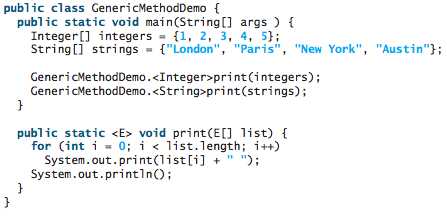 public class GenericMethodDemo {
  public static void main(String[] args ) {
    Integer[] integers = {1, 2, 3, 4, 5};
    String[] strings = {"London", "Paris", "New York", "Austin"};

    GenericMethodDemo.<Integer>print(integers);
    GenericMethodDemo.<String>print(strings);
  }

  public static <E> void print(E[] list) {
    for (int i = 0; i < list.length; i++)
      System.out.print(list[i] + " ");
    System.out.println();
  }
}